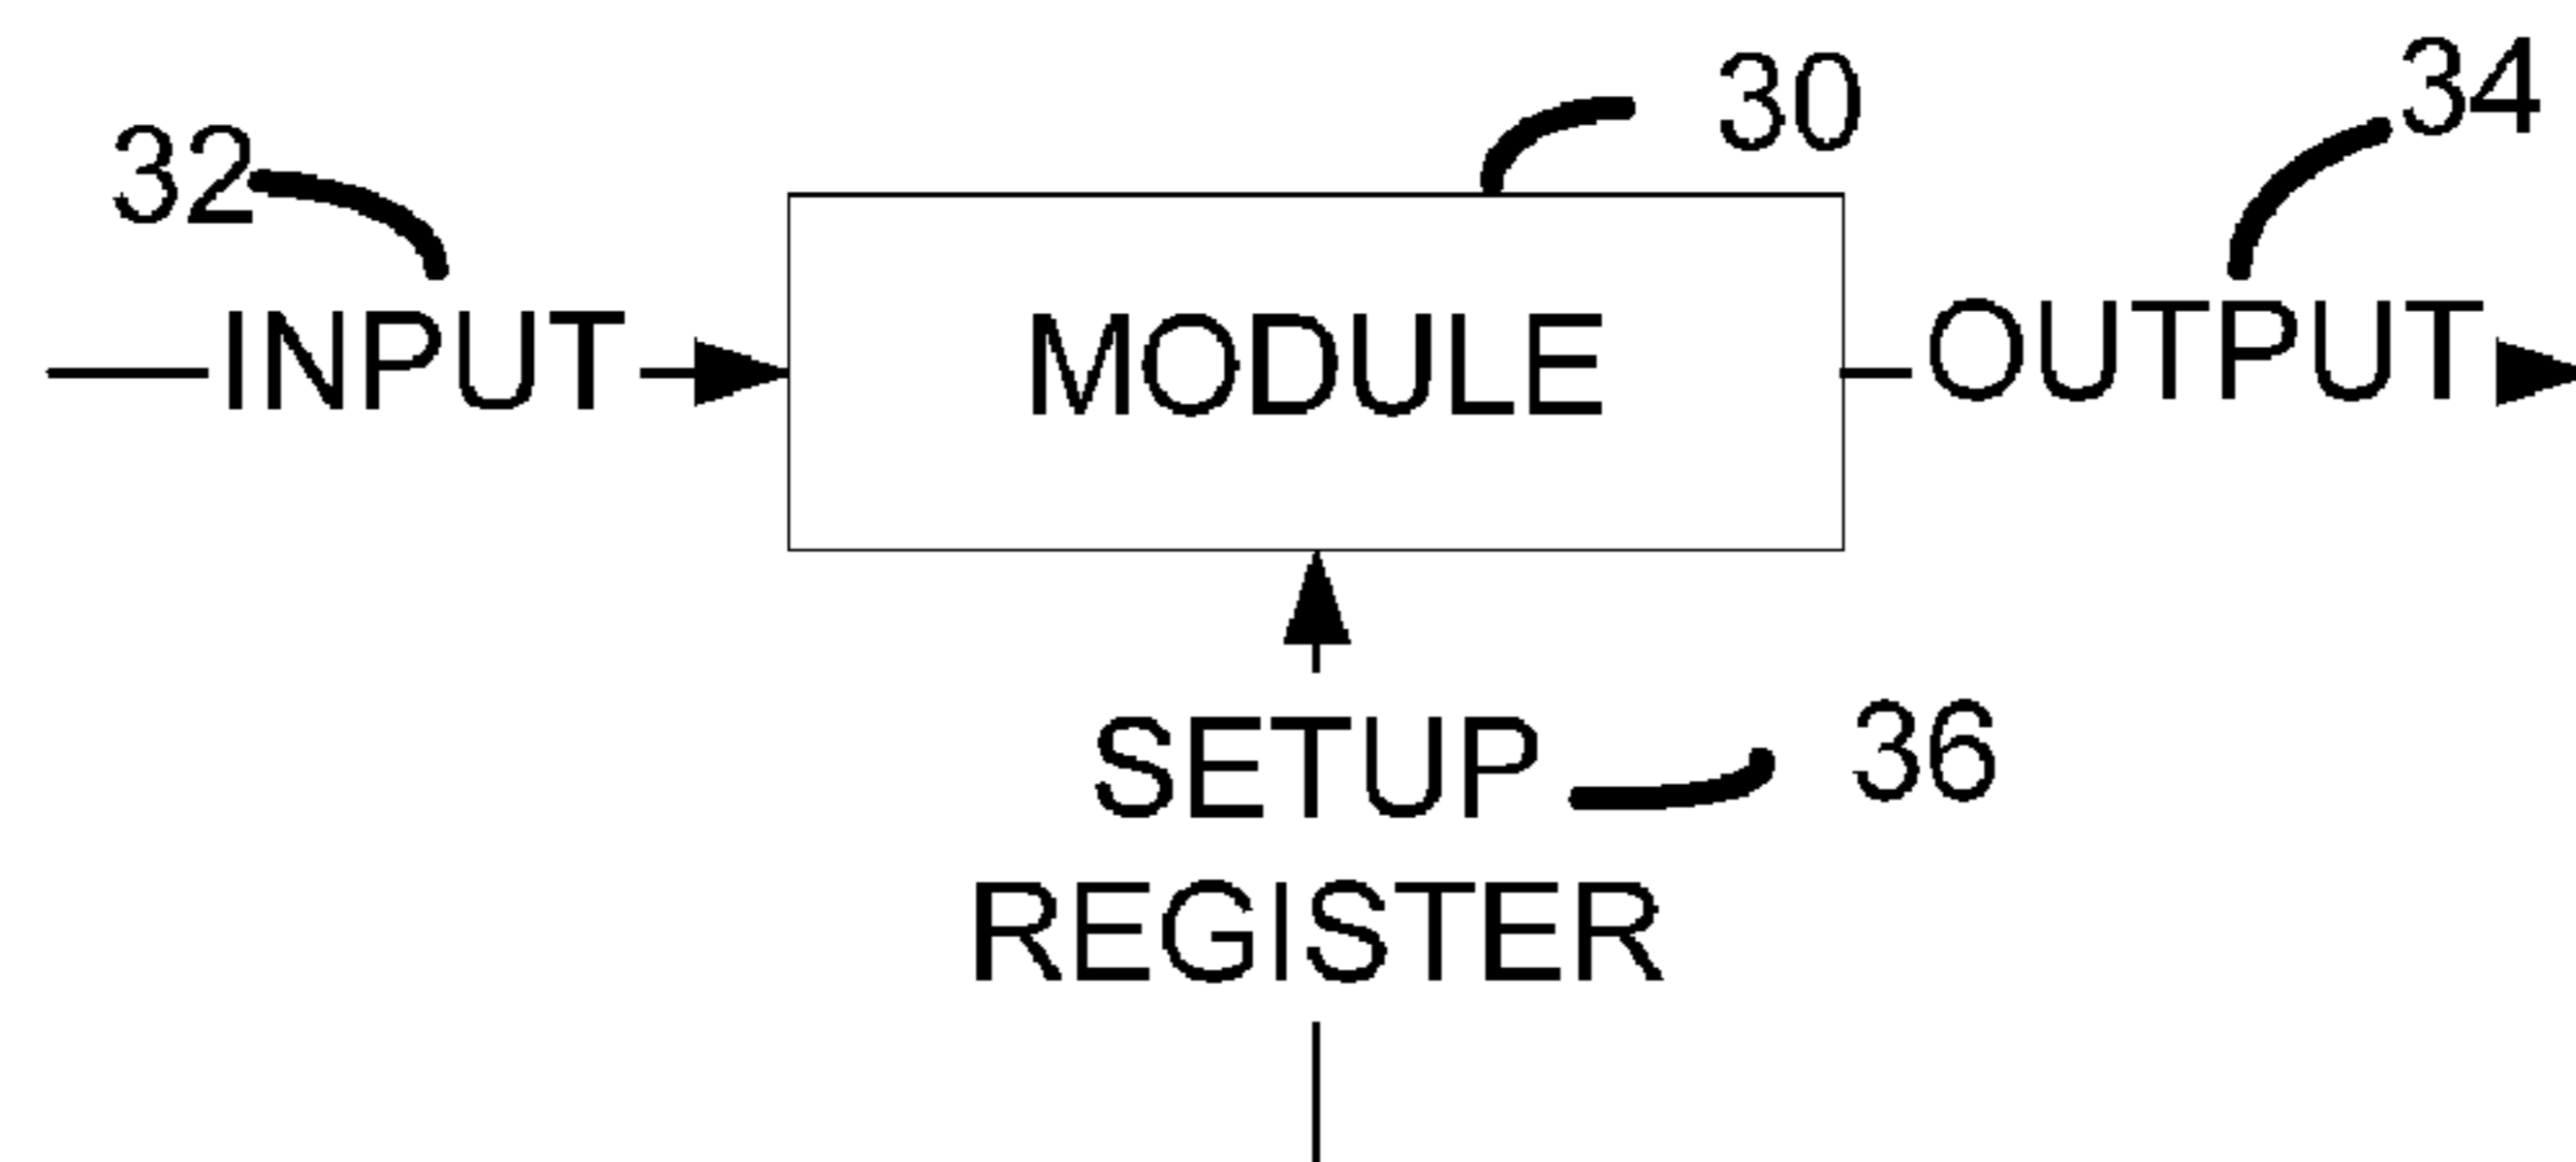 30
34
32
INPUT
MODULE
OUTPUT
SETUP
36
REGISTER